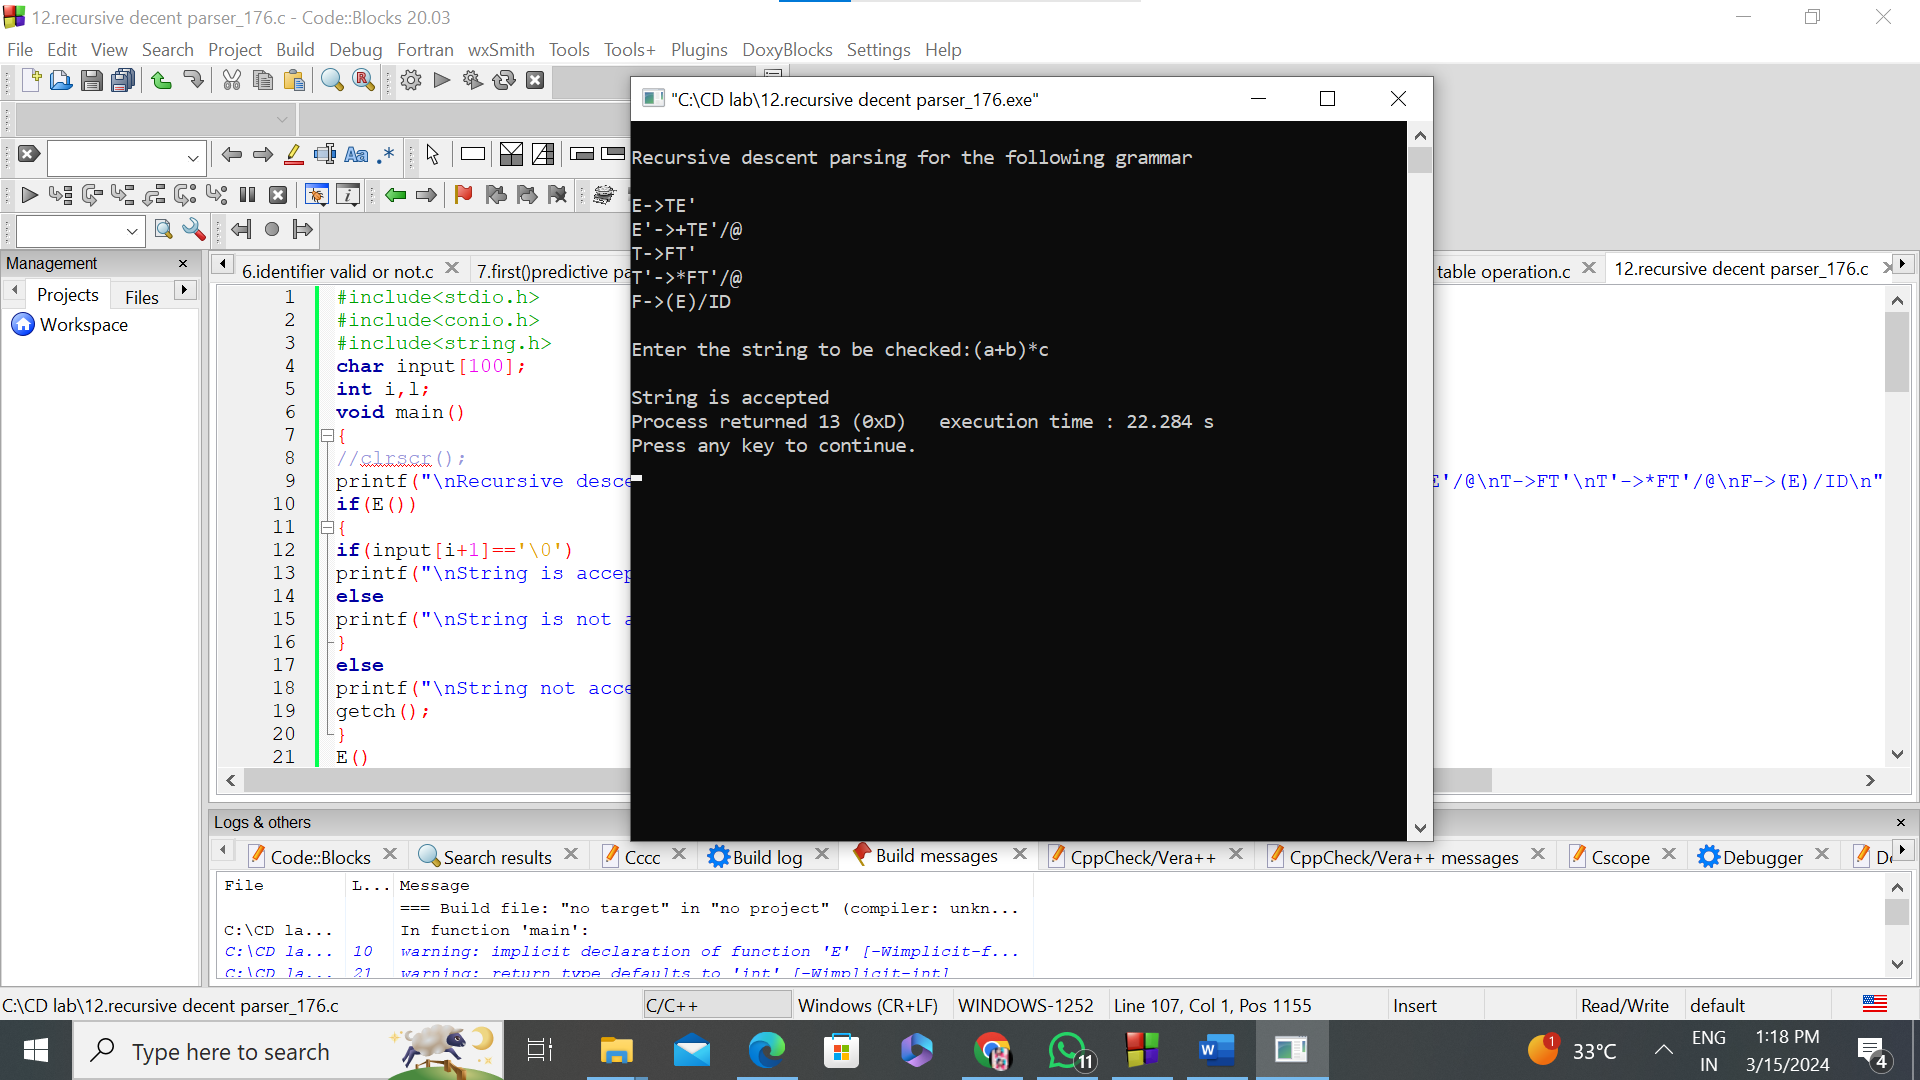 12.recursive decent parser_176.c - Code::Blocks 20.03
File Edit View Search Project Build Debug Fortran wxSmith Tools Tools+ Plugins DoxyBlocks Settings Help
"C:\CD lab\12.recursive decent parser_176.exe"
Recursive descent parsing for the following grammar
E->TE'
E'->+TE'/@
T->FT'
T'->*FT'/@
F->(E)/ID
Enter the string to be checked:(a+b)*c
String is accepted
Process returned 13 (0xD)   execution time : 22.284 s
Press any key to continue.
Management
Projects Files
Workspace
6.identifier valid or not.c 7.first()predictive pa table operation.c 12.recursive decent parser_176.c
1 #include<stdio.h>
2 #include<conio.h>
3 #include<string.h>
4 char input[100];
5 int i,l;
6 void main()
7 {
8 //clrscr();
9 printf("\nRecursive desce E'/@\nT->FT'\nT'->*FT'/@\nF->(E)/ID\n"
10 if(E())
11 {
12 if(input[i+1]=='\0')
13 printf("\nString is accep
14 else
15 printf("\nString is not a
16 }
17 else
18 printf("\nString not acce
19 getch();
20 }
21 E()
Logs & others
Code::Blocks Search results Cccc Build log Build messages CppCheck/Vera++ CppCheck/Vera++ messages Cscope Debugger
File L... Message
=== Build file: "no target" in "no project" (compiler: unkn...
C:\CD la... In function 'main':
C:\CD la... 10 warning: implicit declaration of function 'E' [-Wimplicit-f...
C:\CD la... 21 warning: return type defaults to 'int' [-Wimplicit-int]
C:\CD lab\12.recursive decent parser_176.c C/C++ Windows (CR+LF) WINDOWS-1252 Line 107, Col 1, Pos 1155 Insert Read/Write default
Type here to search 11 1 33°C ENG IN 1:18 PM 3/15/2024 4